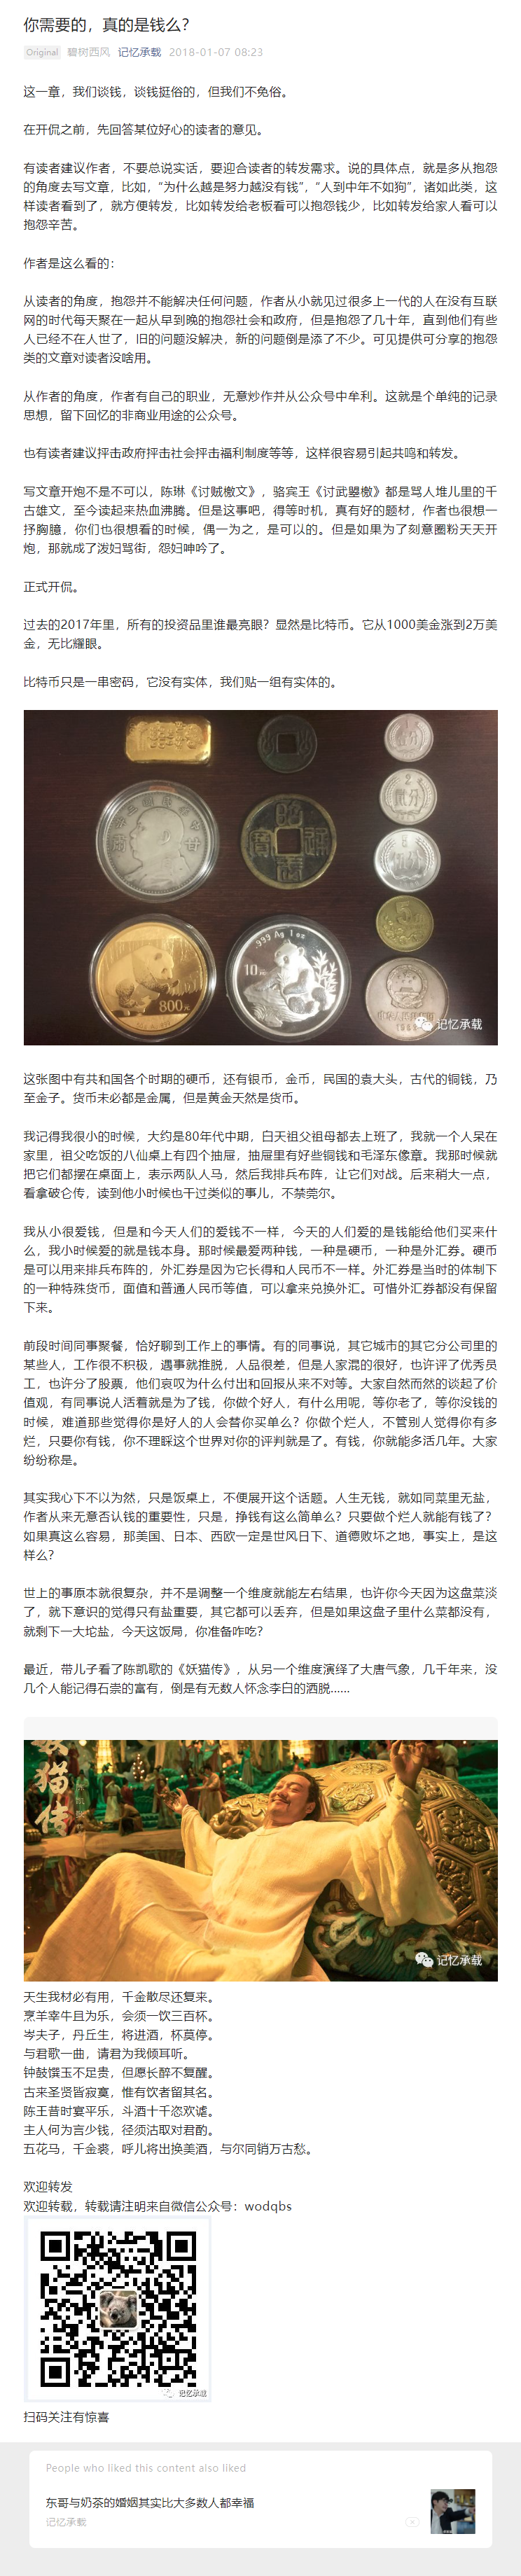 你需要的，真的是钱么？
Original 碧树西风 记忆承载 2018-01-07 08:23
这一章，我们谈钱，谈钱挺俗的，但我们不免俗。
在开侃之前，先回答某位好心的读者的意见。
有读者建议作者，不要总说实话，要迎合读者的转发需求。说的具体点，就是多从抱怨
的角度去写文章，比如，“为什么越是努力越没有钱”，“人到中年不如狗”，诸如此类，这
样读者看到了，就方便转发，比如转发给老板看可以抱怨钱少，比如转发给家人看可以
抱怨辛苦。
作者是这么看的：
从读者的角度，抱怨并不能解决任何问题，作者从小就见过很多上一代的人在没有互联
网的时代每天聚在一起从早到晚的抱怨社会和政府，但是抱怨了几十年，直到他们有些
人已经不在人世了，旧的问题没解决，新的问题倒是添了不少。可见提供可分享的抱怨
类的文章对读者没啥用。
从作者的角度，作者有自己的职业，无意炒作并从公众号中牟利。这就是个单纯的记录
思想，留下回忆的非商业用途的公众号。
也有读者建议抨击政府抨击社会抨击福利制度等等，这样很容易引起共鸣和转发。
写文章开炮不是不可以，陈琳《讨贼檄文》，骆宾王《讨武曌檄》都是骂人堆儿里的千
古雄文，至今读起来热血沸腾。但是这事吧，得等时机，真有好的题材，作者也很想一
抒胸臆，你们也很想看的时候，偶一为之，是可以的。但是如果为了刻意圈粉天天开
炮，那就成了泼妇骂街，怨妇呻吟了。
正式开侃。
过去的2017年里，所有的投资品里谁最亮眼？显然是比特币。它从1000美金涨到2万美
金，无比耀眼。
比特币只是一串密码，它没有实体，我们贴一组有实体的。
800元
.999 Ag 1 oz
10元
记忆承载
这张图中有共和国各个时期的硬币，还有银币，金币，民国的袁大头，古代的铜钱，乃
至金子。货币未必都是金属，但是黄金天然是货币。
我记得我很小的时候，大约是80年代中期，白天祖父祖母都去上班了，我就一个人呆在
家里，祖父吃饭的八仙桌上有四个抽屉，抽屉里有好些铜钱和毛泽东像章。我那时候就
把它们都摆在桌面上，表示两队人马，然后我排兵布阵，让它们对战。后来稍大一点，
看拿破仑传，读到他小时候也干过类似的事儿，不禁莞尔。
我从小很爱钱，但是和今天人们的爱钱不一样，今天的人们爱的是钱能给他们买来什
么，我小时候爱的就是钱本身。那时候最爱两种钱，一种是硬币，一种是外汇券。硬币
是可以用来排兵布阵的，外汇券是因为它长得和人民币不一样。外汇券是当时的体制下
的一种特殊货币，面值和普通人民币等值，可以拿来兑换外汇。可惜外汇券都没有保留
下来。
前段时间同事聚餐，恰好聊到工作上的事情。有的同事说，其它城市的其它分公司里的
某些人，工作很不积极，遇事就推脱，人品很差，但是人家混的很好，也许评了优秀员
工，也许分了股票，他们哀叹为什么付出和回报从来不对等。大家自然而然的谈起了价
值观，有同事说人活着就是为了钱，你做个好人，有什么用呢，等你老了，等你没钱的
时候，难道那些觉得你是好人的人会替你买单么？你做个烂人，不管别人觉得你有多
烂，只要你有钱，你不理睬这个世界对你的评判就是了。有钱，你就能多活几年。大家
纷纷称是。
其实我心下不以为然，只是饭桌上，不便展开这个话题。人生无钱，就如同菜里无盐，
作者从来无意否认钱的重要性，只是，挣钱有这么简单么？只要做个烂人就能有钱了？
如果真这么容易，那美国、日本、西欧一定是世风日下、道德败坏之地，事实上，是这
样么？
世上的事原本就很复杂，并不是调整一个维度就能左右结果，也许你今天因为这盘菜淡
了，就下意识的觉得只有盐重要，其它都可以丢弃，但是如果这盘子里什么菜都没有，
就剩下一大坨盐，今天这饭局，你准备咋吃？
最近，带儿子看了陈凯歌的《妖猫传》，从另一个维度演绎了大唐气象，几千年来，没
几个人能记得石崇的富有，倒是有无数人怀念李白的洒脱......
妖猫传
记忆承载
天生我材必有用，千金散尽还复来。
烹羊宰牛且为乐，会须一饮三百杯。
岑夫子，丹丘生，将进酒，杯莫停。
与君歌一曲，请君为我倾耳听。
钟鼓馔玉不足贵，但愿长醉不复醒。
古来圣贤皆寂寞，惟有饮者留其名。
陈王昔时宴平乐，斗酒十千恣欢谑。
主人何为言少钱，径须沽取对君酌。
五花马，千金裘，呼儿将出换美酒，与尔同销万古愁。
欢迎转发
欢迎转载，转载请注明来自微信公众号：wodqbs
记忆承载
扫码关注有惊喜
People who liked this content also liked
东哥与奶茶的婚姻其实比大多数人都幸福
记忆承载